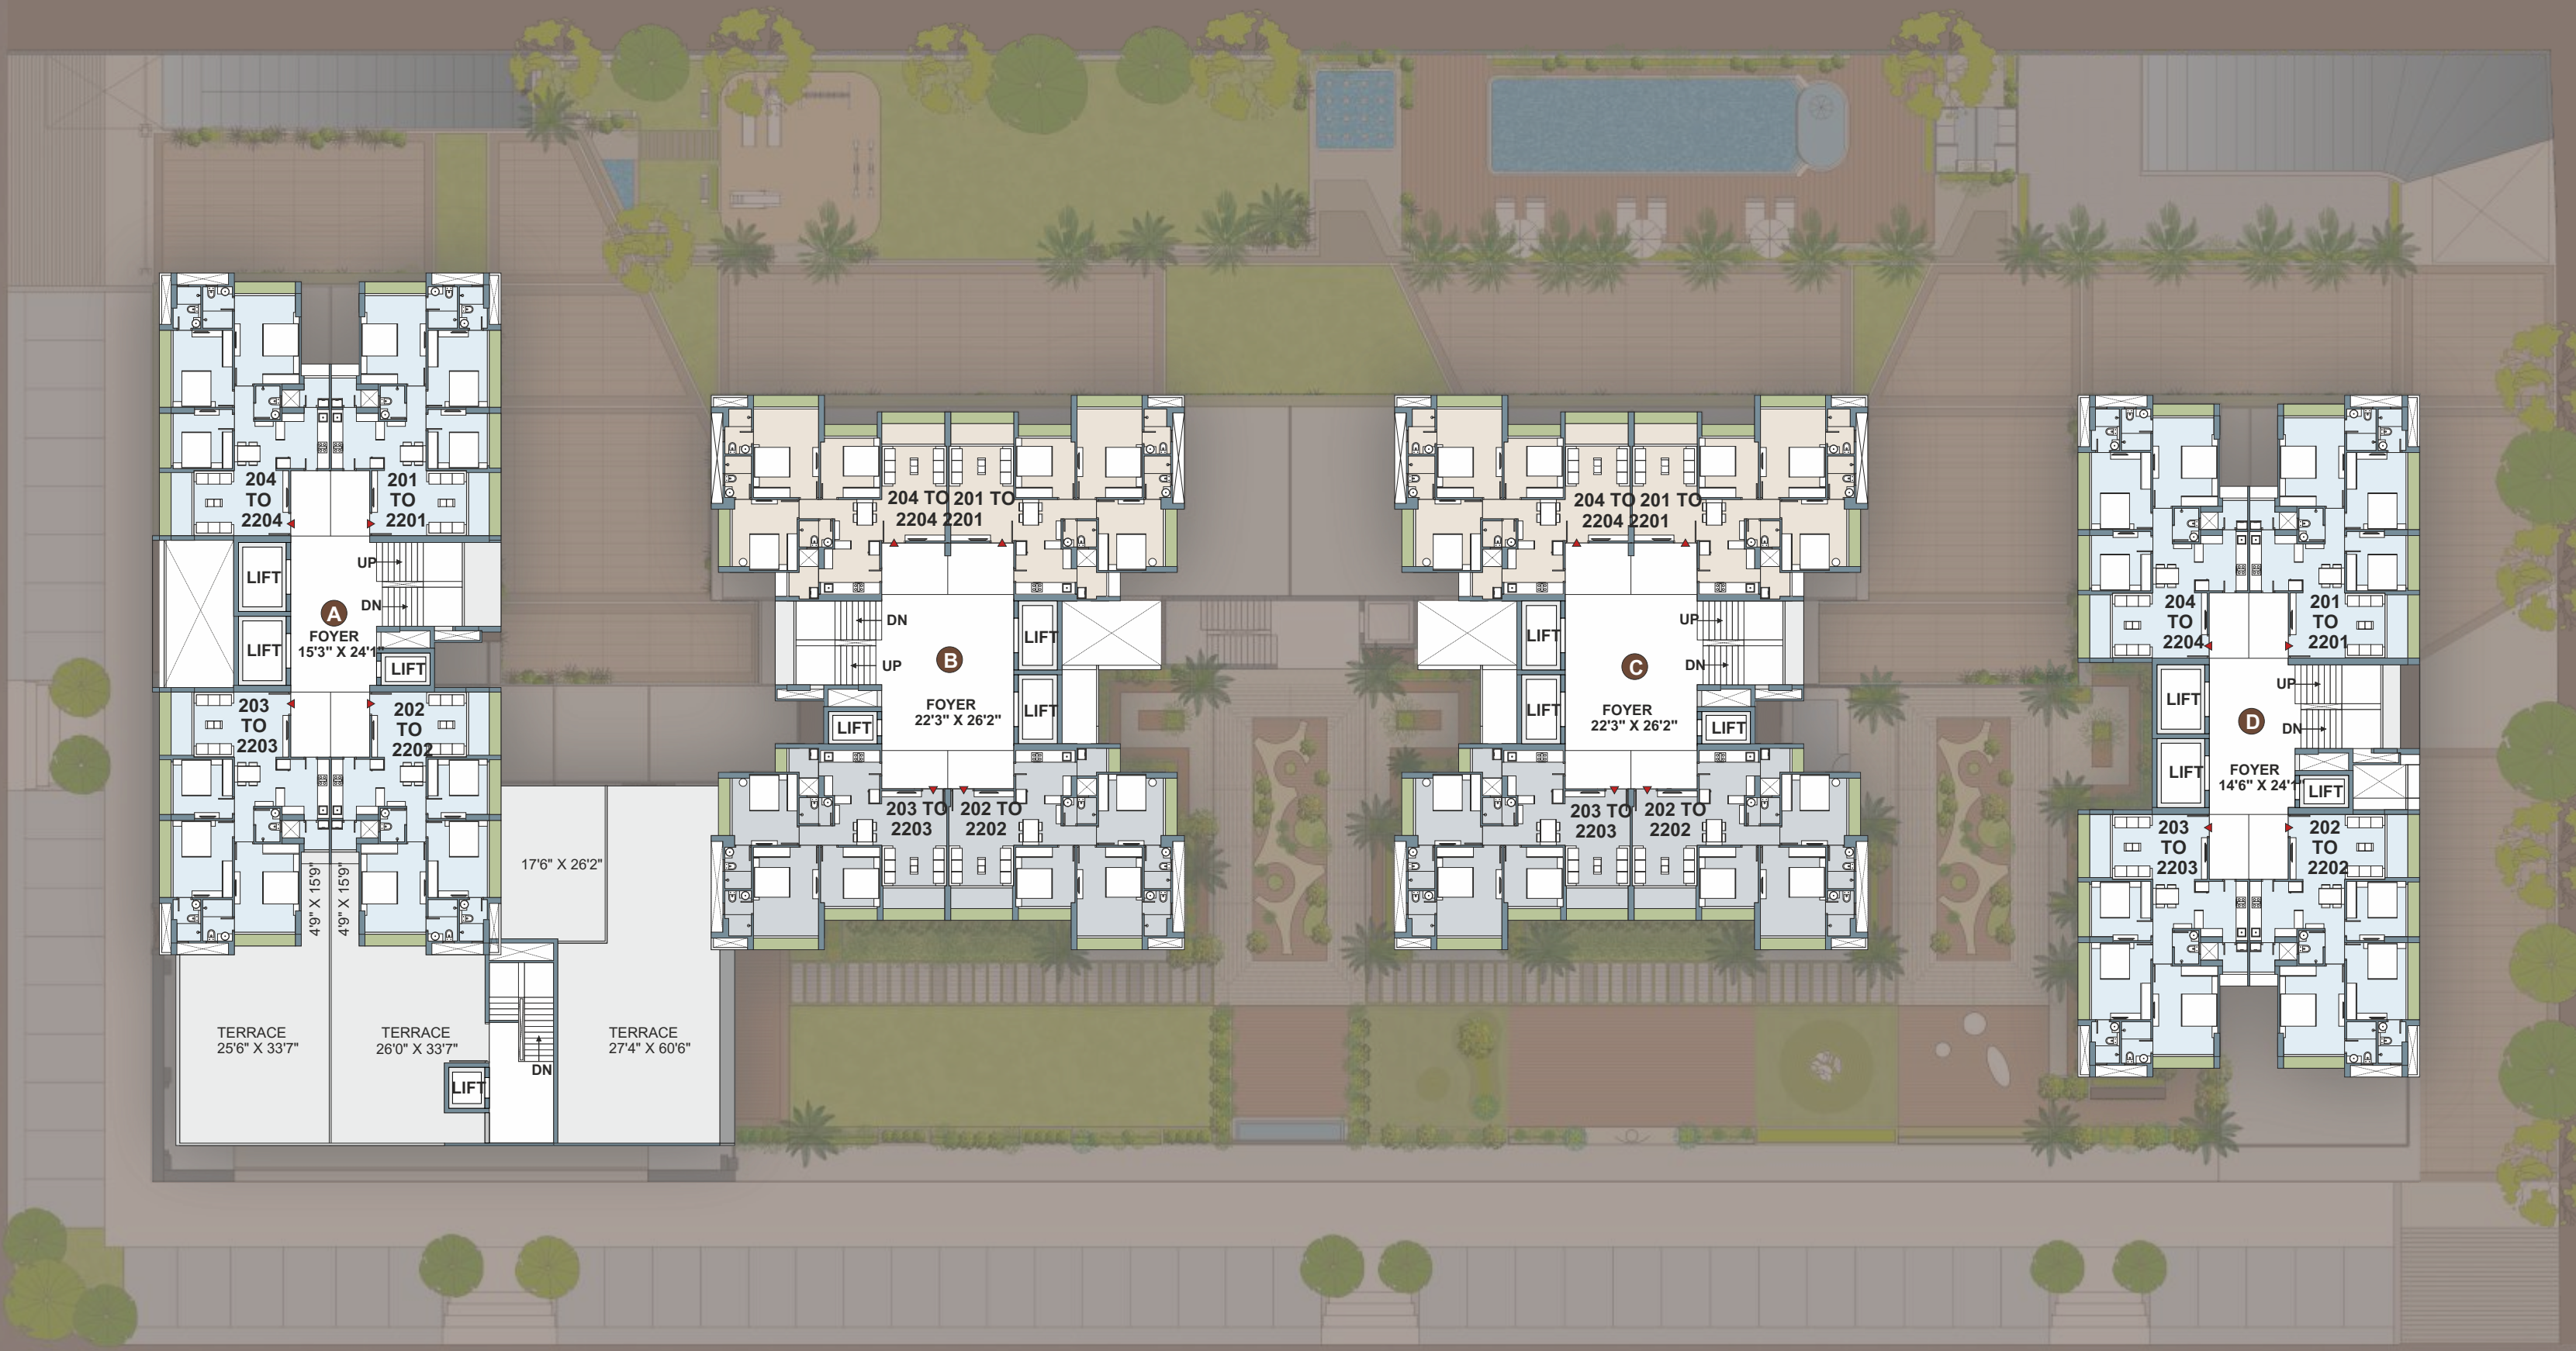 204
TO
2204
201
TO
2201
LIFT
UP
DN
LIFT
A
FOYER
15'3" X 24'1"
LIFT
203
TO
2203
202
TO
2202
4'9" X 15'9"
4'9" X 15'9"
17'6" X 26'2"
TERRACE
25'6" X 33'7"
TERRACE
26'0" X 33'7"
TERRACE
27'4" X 60'6"
DN
LIFT
204 TO
2204
201 TO
2201
DN
UP
LIFT
B
FOYER
22'3" X 26'2"
LIFT
LIFT
203 TO
2203
202 TO
2202
204 TO
2204
201 TO
2201
LIFT
UP
DN
C
LIFT
FOYER
22'3" X 26'2"
LIFT
203 TO
2203
202 TO
2202
204
TO
2204
201
TO
2201
LIFT
UP
DN
D
LIFT
FOYER
14'6" X 24'1"
LIFT
203
TO
2203
202
TO
2202